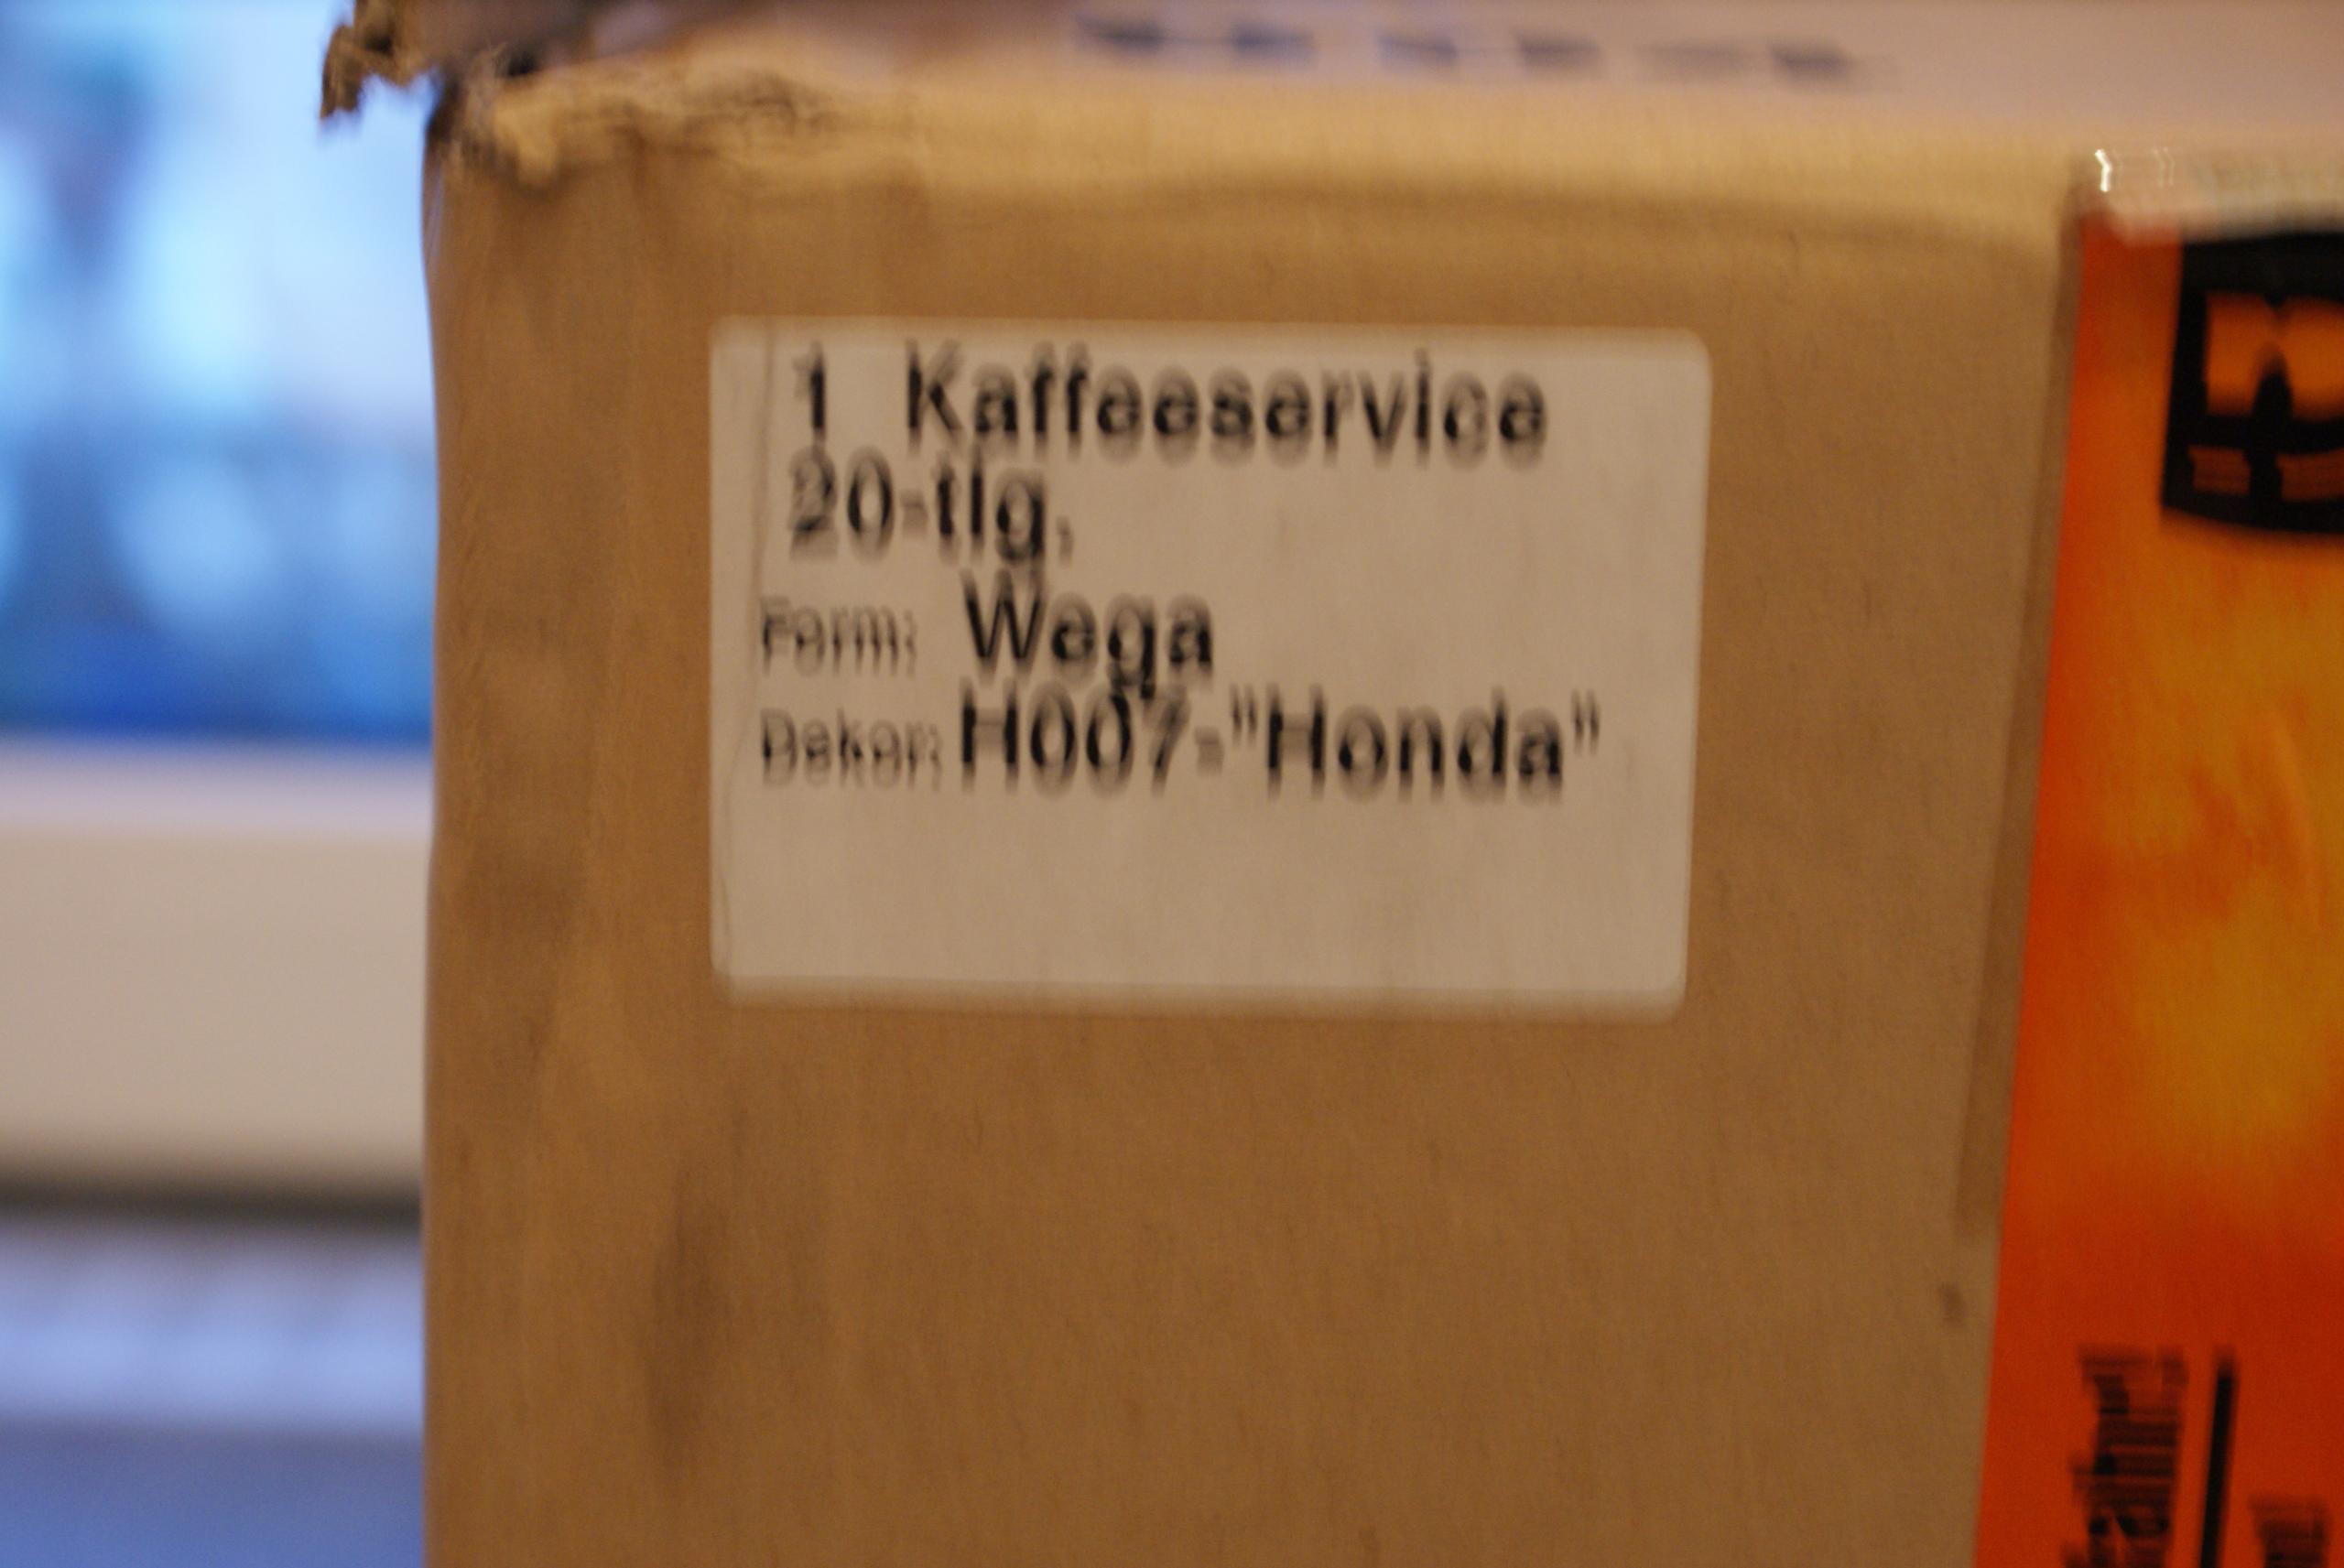 1 Kaffeeservice
20-tlg.
Form: Wega
Dekor: H007-"Honda"